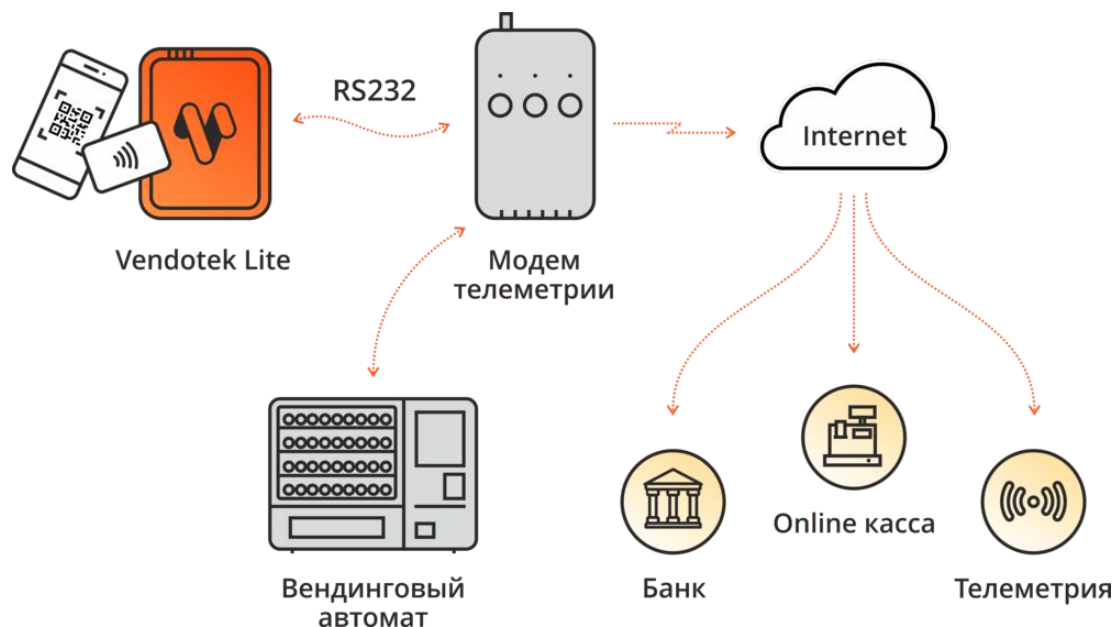 RS232
Internet
Vendotek Lite
Модем
телеметрии
Online касса
Вендинговый
автомат
Банк
Телеметрия